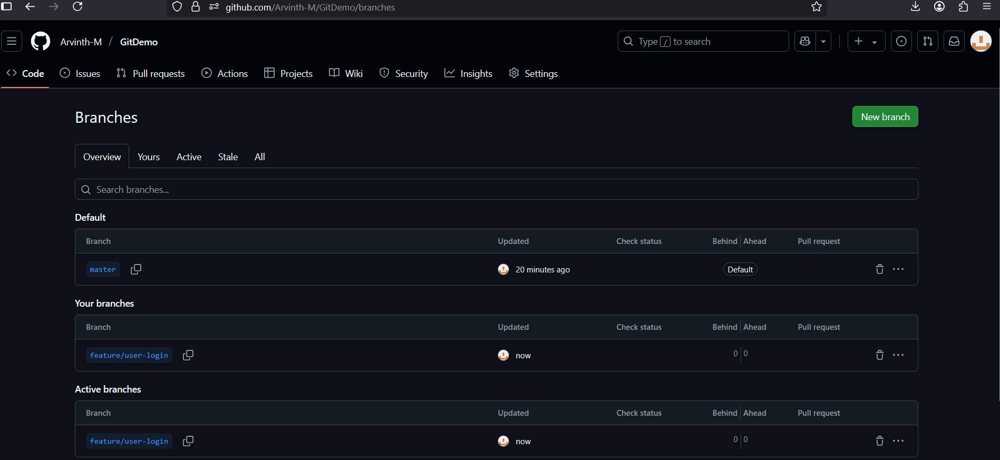 github.com/Arvinth-M/GitDemo/branches
Arvinth-M / GitDemo
Type / to search
Code Issues Pull requests Actions Projects Wiki Security Insights Settings
Branches
New branch
Overview Yours Active Stale All
Search branches...
Default
Branch Updated Check status Behind Ahead Pull request
master 20 minutes ago Default
Your branches
Branch Updated Check status Behind Ahead Pull request
feature/user-login now 0 0
Active branches
Branch Updated Check status Behind Ahead Pull request
feature/user-login now 0 0